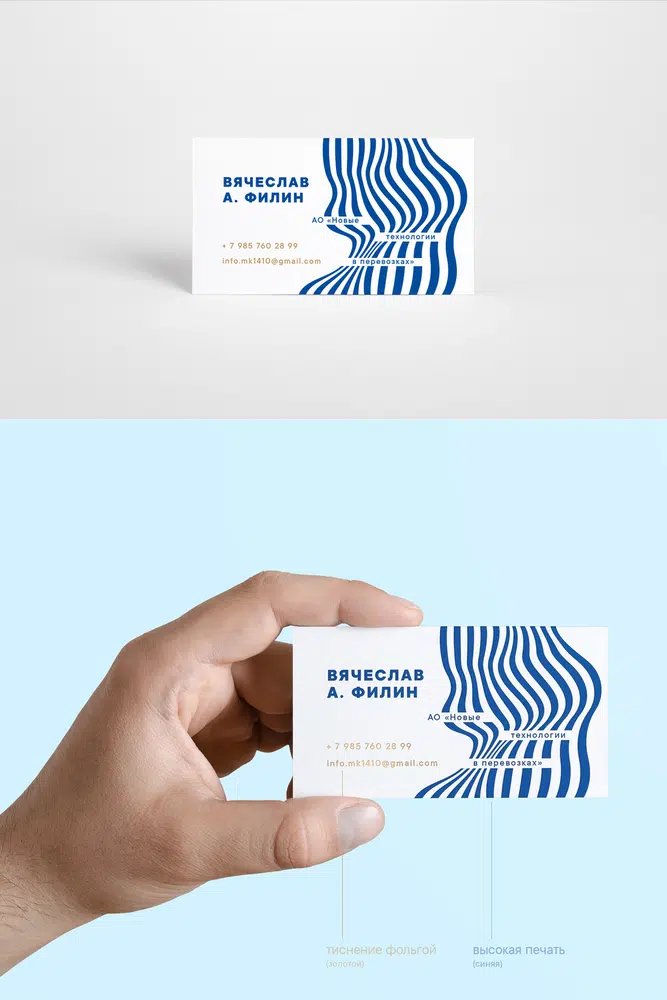 ВЯЧЕСЛАВ
А. ФИЛИН
АО «Новые
технологии
в перевозках»
+ 7 985 760 28 99
info.mk1410@gmail.com
ВЯЧЕСЛАВ
А. ФИЛИН
АО «Новые
технологии
в перевозках»
+ 7 985 760 28 99
info.mk1410@gmail.com
тиснение фольгой
(золотой)
высокая печать
(синяя)